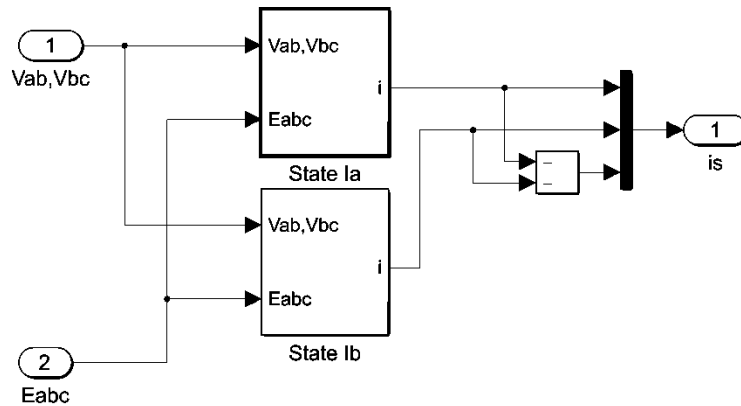 1
Vab,Vbc
Vab,Vbc
i
Eabc
State Ia
1
is
−
−
Vab,Vbc
i
Eabc
State Ib
2
Eabc